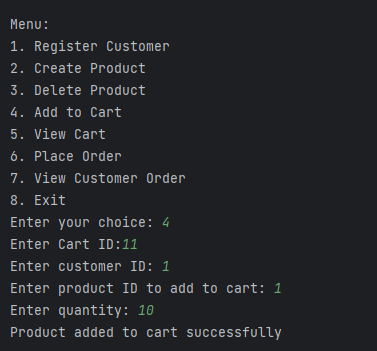 Menu:
1. Register Customer
2. Create Product
3. Delete Product
4. Add to Cart
5. View Cart
6. Place Order
7. View Customer Order
8. Exit
Enter your choice: 4
Enter Cart ID:11
Enter customer ID: 1
Enter product ID to add to cart: 1
Enter quantity: 10
Product added to cart successfully